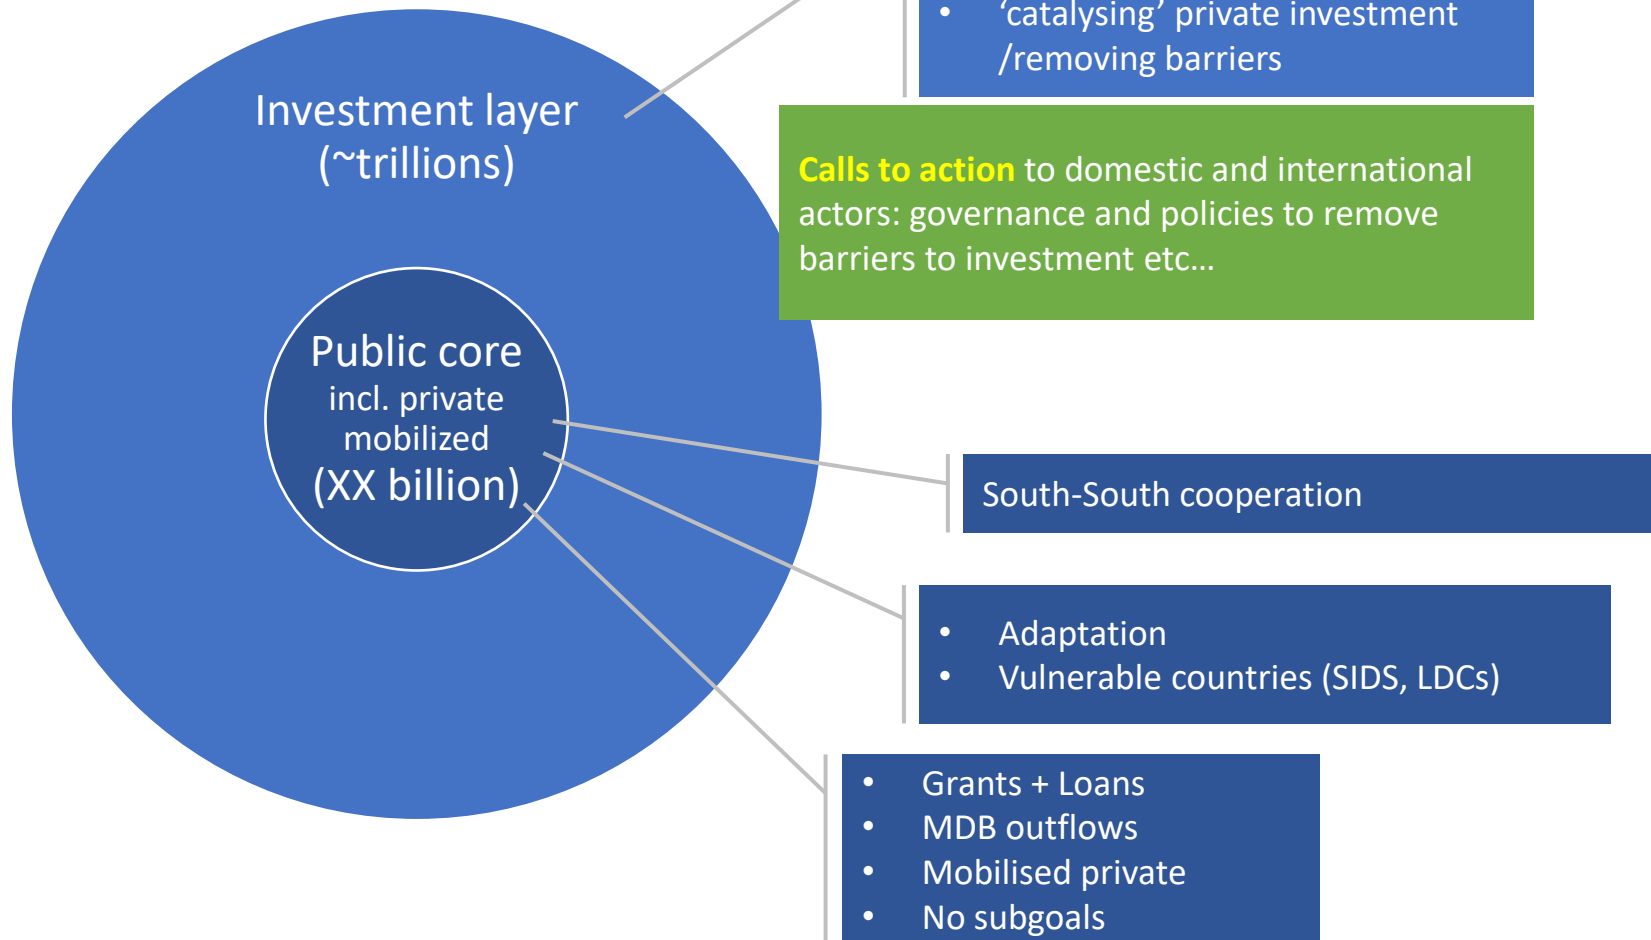 • ‘catalysing’ private investment
/removing barriers
Investment layer
(~trillions)
Calls to action to domestic and international
actors: governance and policies to remove
barriers to investment etc…
Public core
incl. private
mobilized
(XX billion)
South-South cooperation
• Adaptation
• Vulnerable countries (SIDS, LDCs)
• Grants + Loans
• MDB outflows
• Mobilised private
• No subgoals